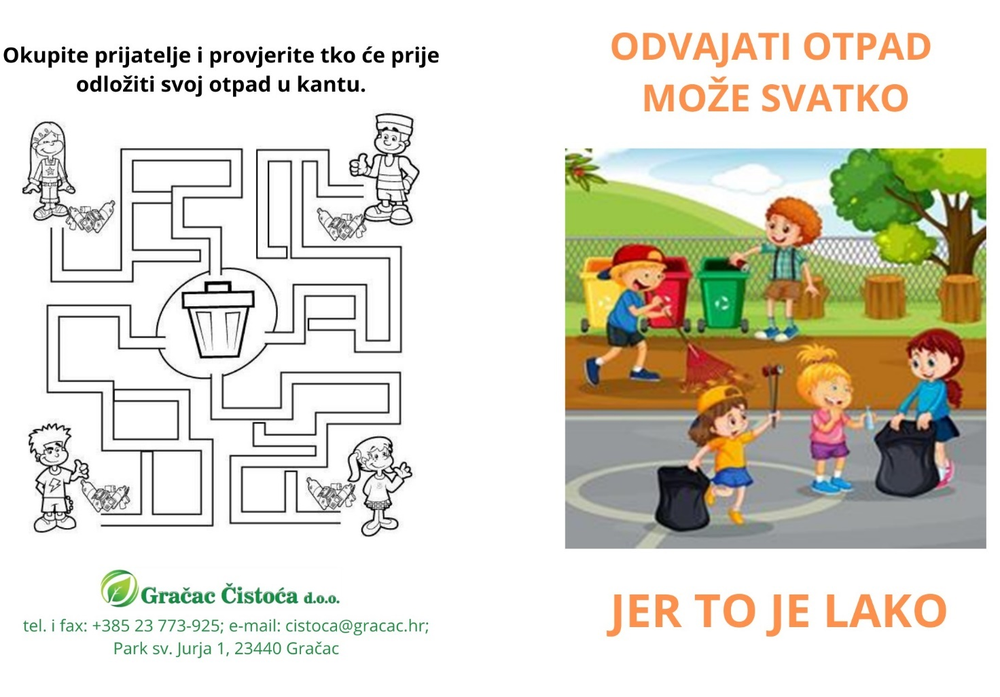 Okupite prijatelje i provjerite tko će prije
odložiti svoj otpad u kantu.
Gračac Čistoća d.o.o.
tel. i fax: +385 23 773-925; e-mail: cistoca@gracac.hr;
Park sv. Jurja 1, 23440 Gračac
ODVAJATI OTPAD
MOŽE SVATKO
JER TO JE LAKO